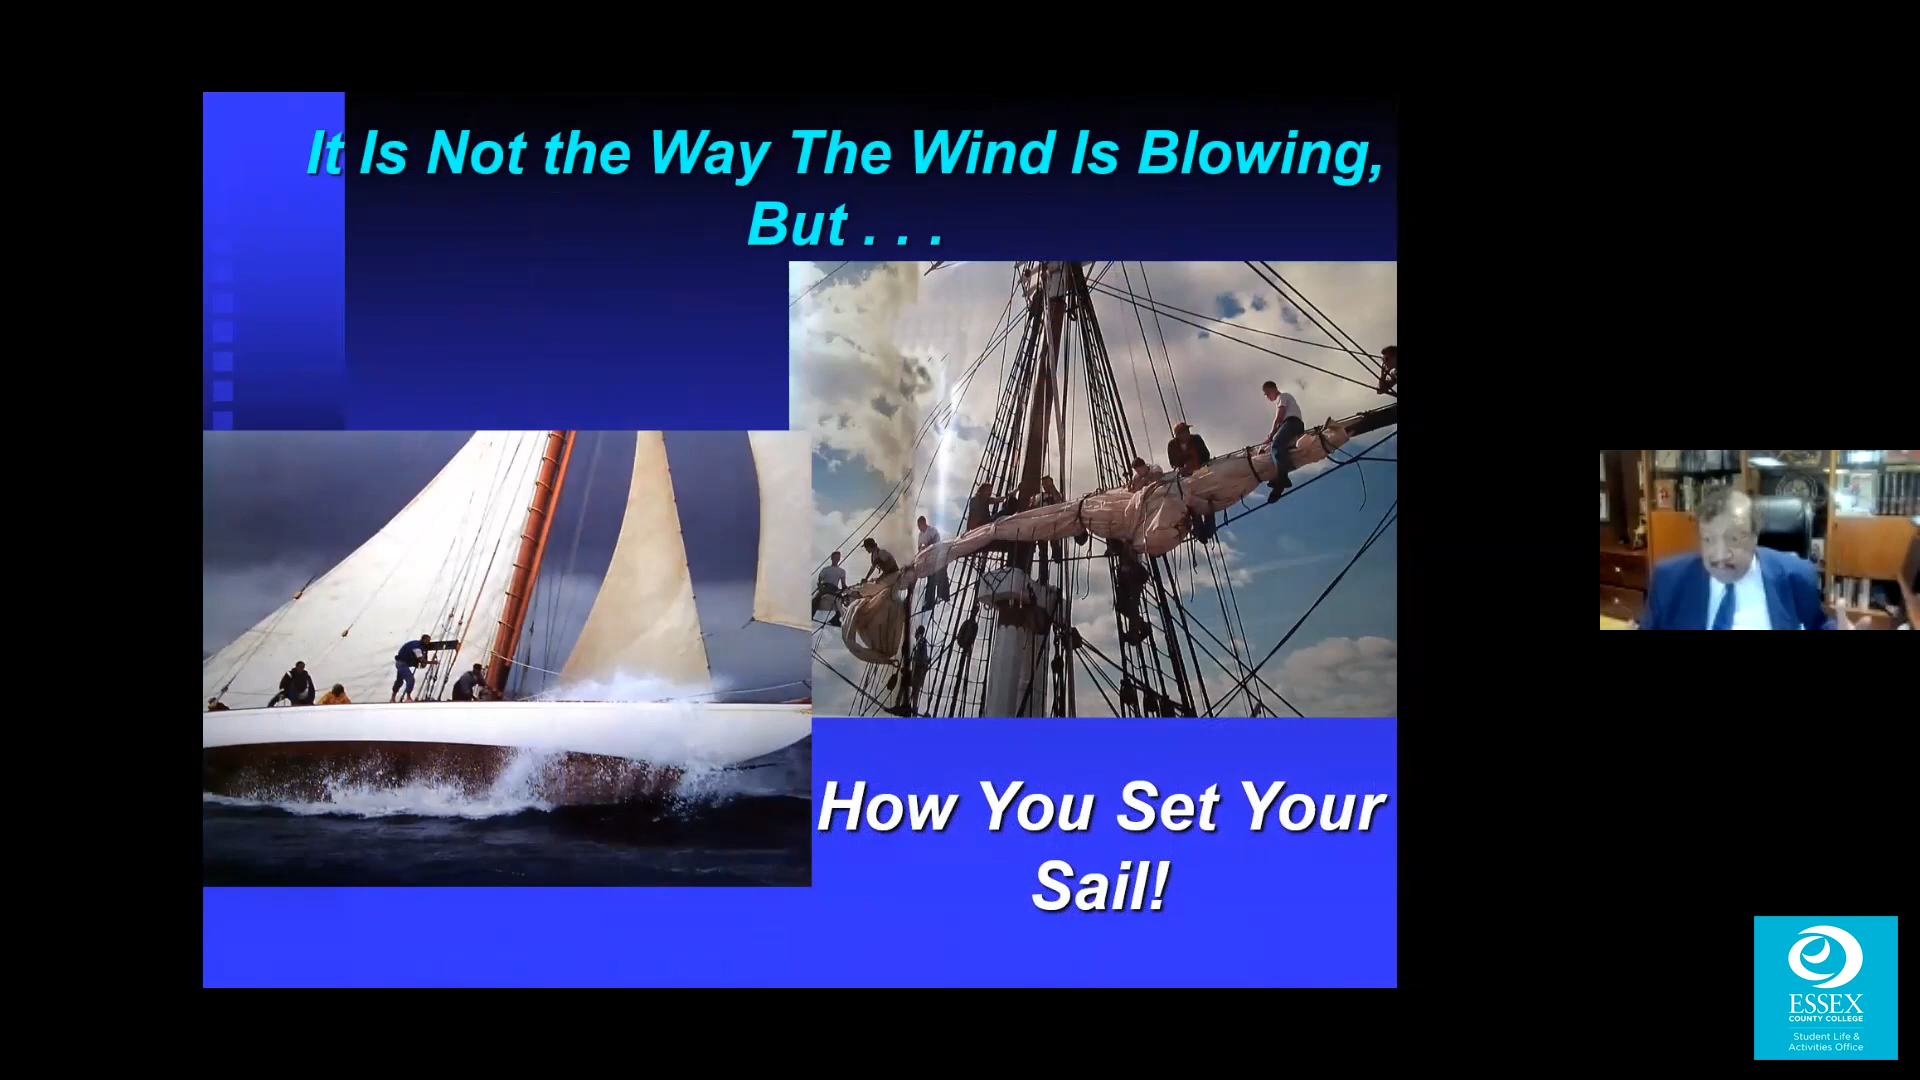 It Is Not the Way The Wind Is Blowing,
But . . .
How You Set Your
Sail!
ESSEX
COUNTY COLLEGE
Student Life &
Activities Office